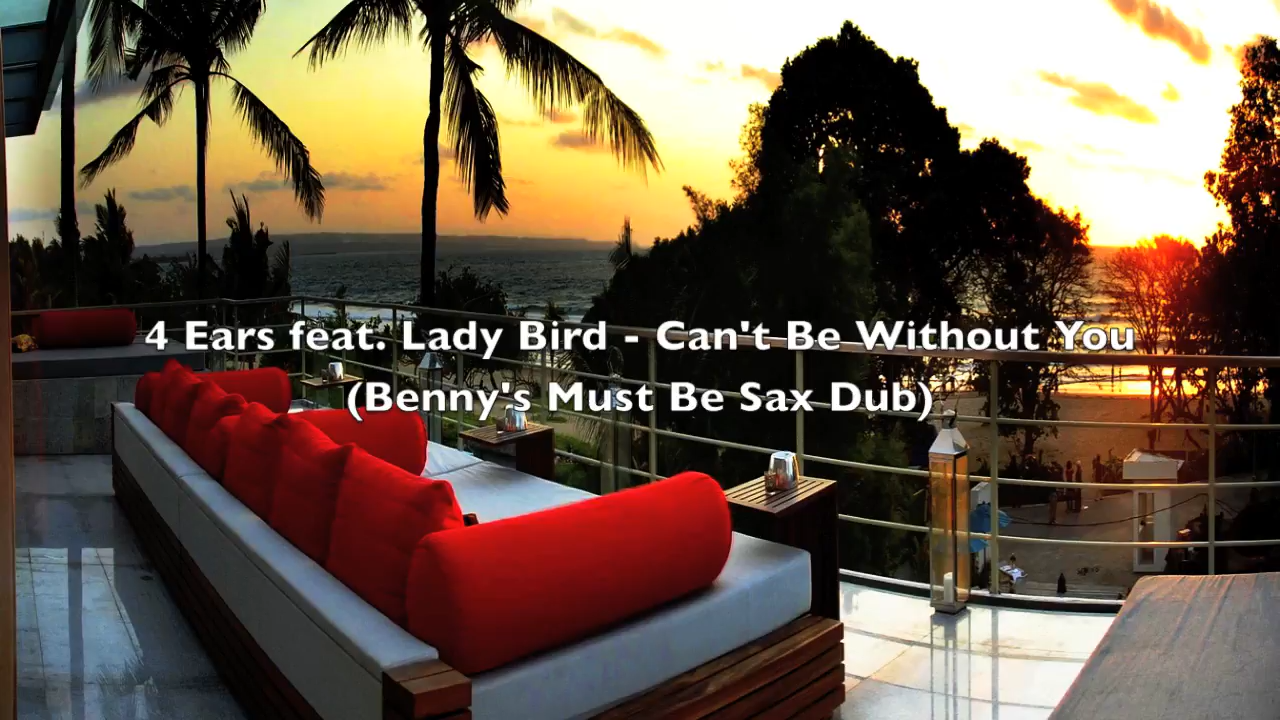 4 Ears feat. Lady Bird - Can't Be Without You
(Benny's Must Be Sax Dub)